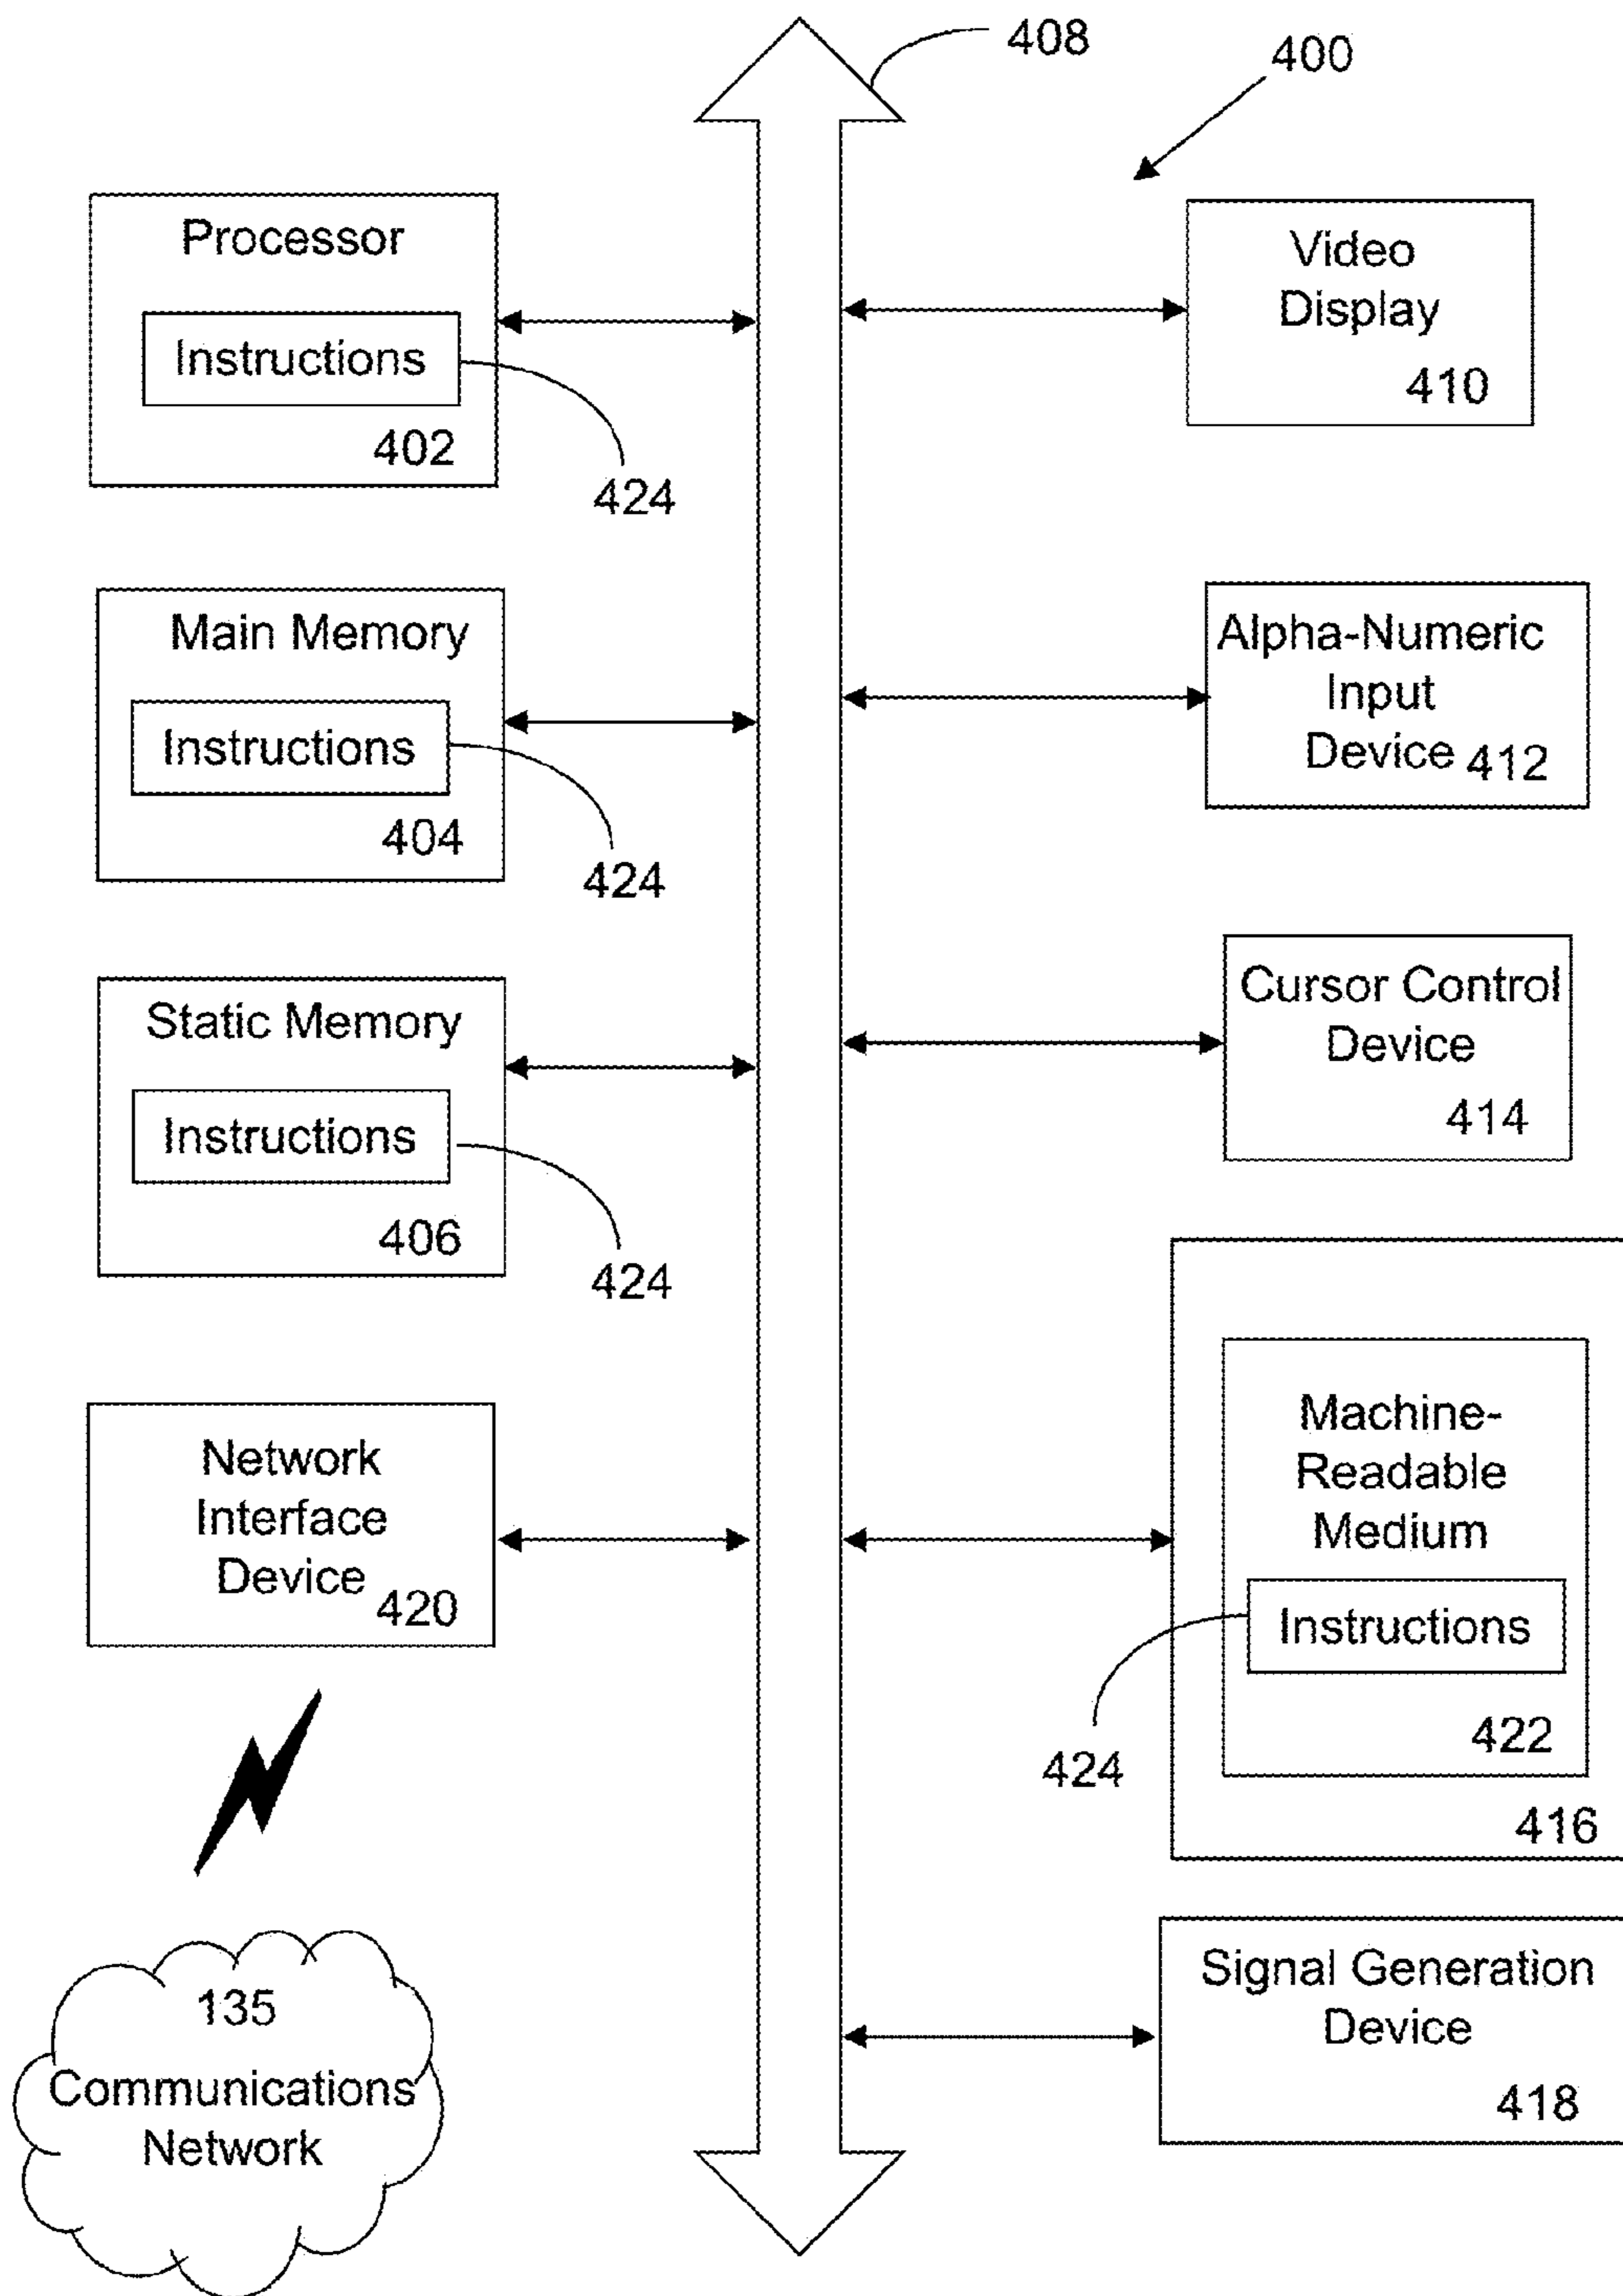 408
400
Processor
Instructions
402
424
Video
Display
410
Main Memory
Instructions
404
424
Alpha-Numeric
Input
Device 412
Static Memory
Instructions
406
424
Cursor Control
Device
414
Network
Interface
Device
420
Machine-
Readable
Medium
Instructions
422
424
416
135
Communications
Network
Signal Generation
Device
418